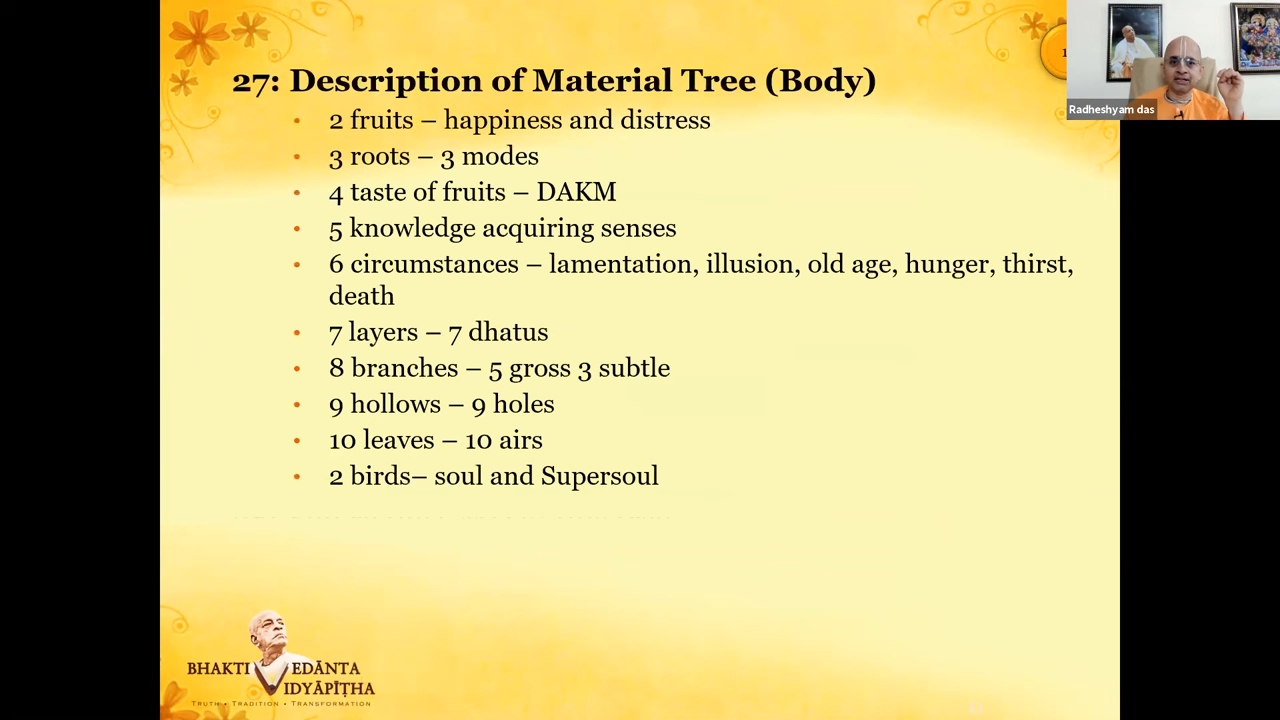 27: Description of Material Tree (Body)
• 2 fruits – happiness and distress
• 3 roots – 3 modes
• 4 taste of fruits – DAKM
• 5 knowledge acquiring senses
• 6 circumstances – lamentation, illusion, old age, hunger, thirst,
death
• 7 layers – 7 dhatus
• 8 branches – 5 gross 3 subtle
• 9 hollows – 9 holes
• 10 leaves – 10 airs
• 2 birds– soul and Supersoul
Radheshyam das
BHAKTIVEDĀNTA
VIDYĀPĪṬHA
TRUTH • TRADITION • TRANSFORMATION